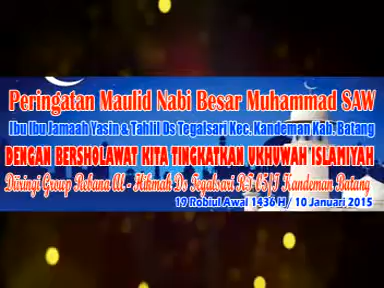 Peringatan Maulid Nabi Besar Muhammad SAW
Ibu Ibu Jamaah Yasin & Tahlil Ds Tegalsari Kec. Kandeman Kab. Batang
DENGAN BERSHOLAWAT KITA TINGKATKAN UKHUWAH ISLAMIYAH
Diisingi Group Rebana Al - Hikmah Ds Tegalsari RT 05/I Kandeman Batang
19 Robiul Awal 1436 H / 10 Januari 2015